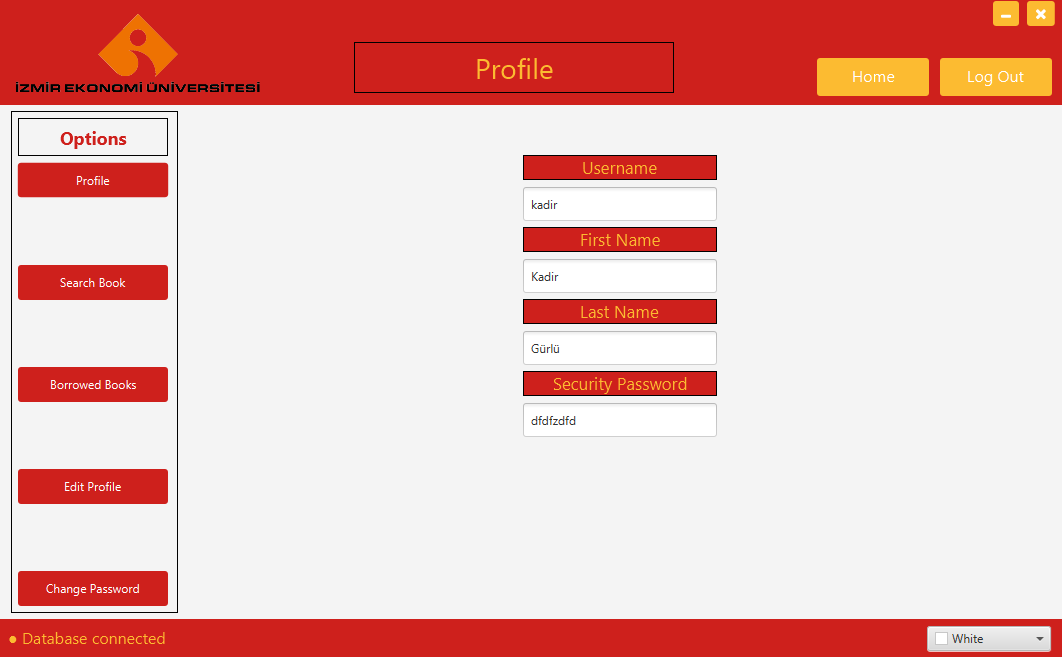 Profile
İZMİR EKONOMİ ÜNİVERSİTESİ
Home
Log Out
Options
Profile
Search Book
Borrowed Books
Edit Profile
Change Password
Username
kadir
First Name
Kadir
Last Name
Gürlü
Security Password
dfdfzdfd
Database connected
White